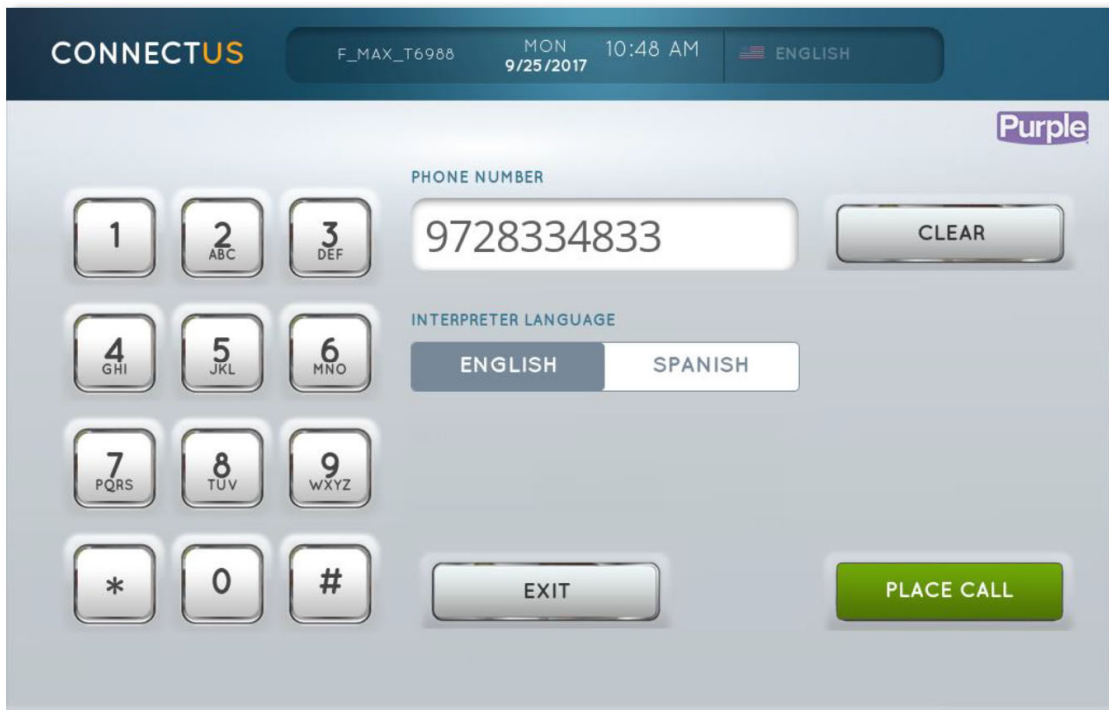 CONNECTUS
F_MAX_T6988
MON
9/25/2017
10:48 AM
ENGLISH
Purple
PHONE NUMBER
9728334833
CLEAR
1
2
ABC
3
DEF
INTERPRETER LANGUAGE
ENGLISH
SPANISH
4
GHI
5
JKL
6
MNO
7
PQRS
8
TUV
9
WXYZ
*
0
#
EXIT
PLACE CALL